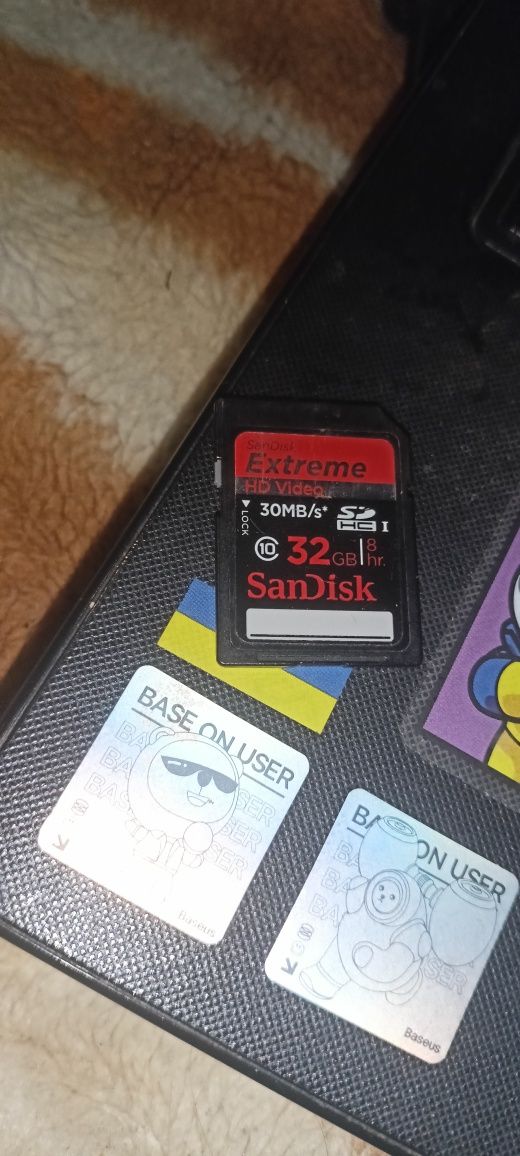 SanDisk
Extreme
HD Video
30MB/s* SD HC I
LOCK
10 32GB 8 hr.
SanDisk
BASE ON USER
Baseus
BASE ON USER
Baseus